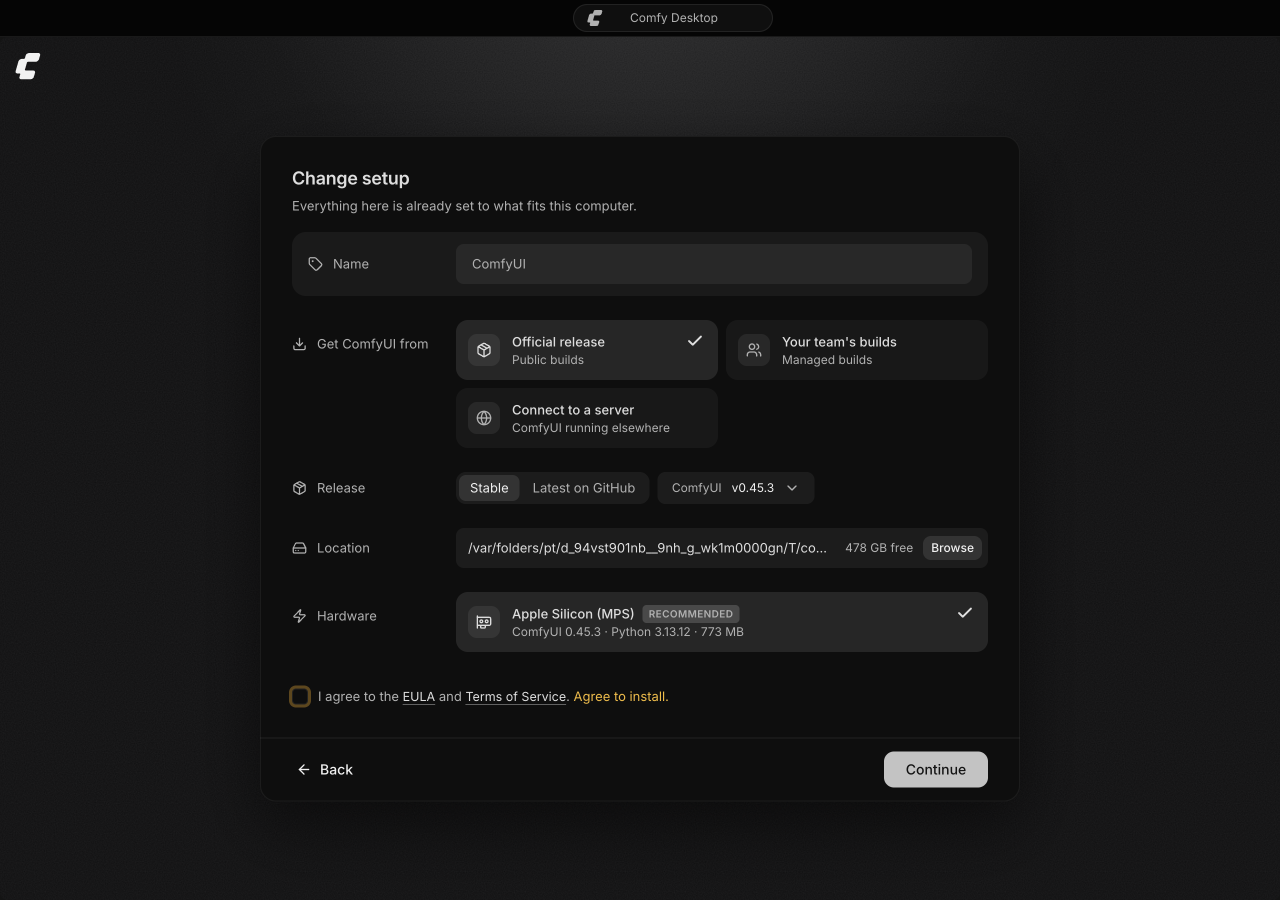 Comfy Desktop
Change setup
Everything here is already set to what fits this computer.
Name
ComfyUI
Get ComfyUI from
Official release
Public builds
Your team's builds
Managed builds
Connect to a server
ComfyUI running elsewhere
Release
Stable
Latest on GitHub
ComfyUI v0.45.3
Location
/var/folders/pt/d_94vst901nb__9nh_g_wk1m0000gn/T/co...
478 GB free
Browse
Hardware
Apple Silicon (MPS) RECOMMENDED
ComfyUI 0.45.3 · Python 3.13.12 · 773 MB
I agree to the EULA and Terms of Service. Agree to install.
Back
Continue